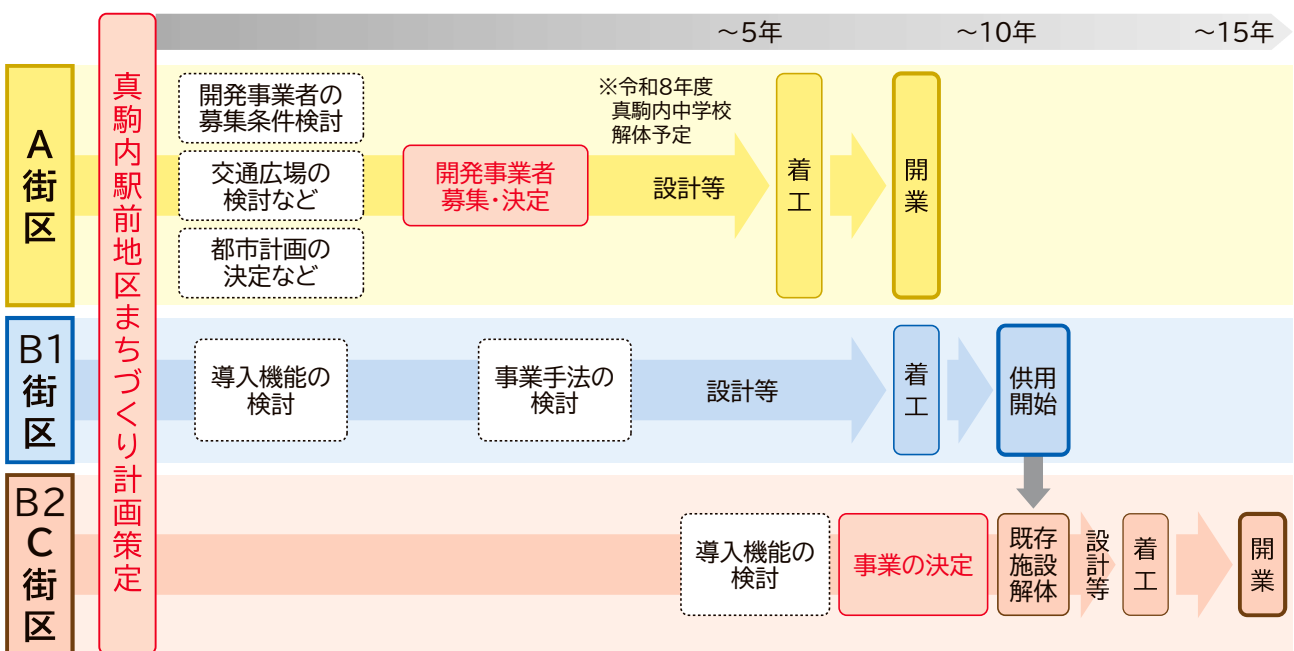 ～5年
～10年
～15年
真駒内駅前地区まちづくり計画策定
A
街
区
開発事業者の
募集条件検討
交通広場の
検討など
都市計画の
決定など
開発事業者
募集・決定
※令和8年度
真駒内中学校
解体予定
設計等
着工
開業
B1
街
区
導入機能の
検討
事業手法の
検討
設計等
着工
供用
開始
B2
C
街
区
導入機能の
検討
事業の決定
既存
施設
解体
設計等
着工
開業